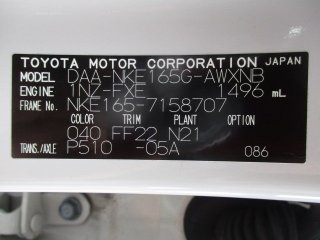 TOYOTA MOTOR CORPORATION JAPAN
MODEL DAA-NKE165G-AWXNB
ENGINE 1NZ-FXE 1496 mL
FRAME No. NKE165-7158707
COLOR TRIM PLANT OPTION
040 FF22 N21
TRANS./AXLE P510 -05A 086